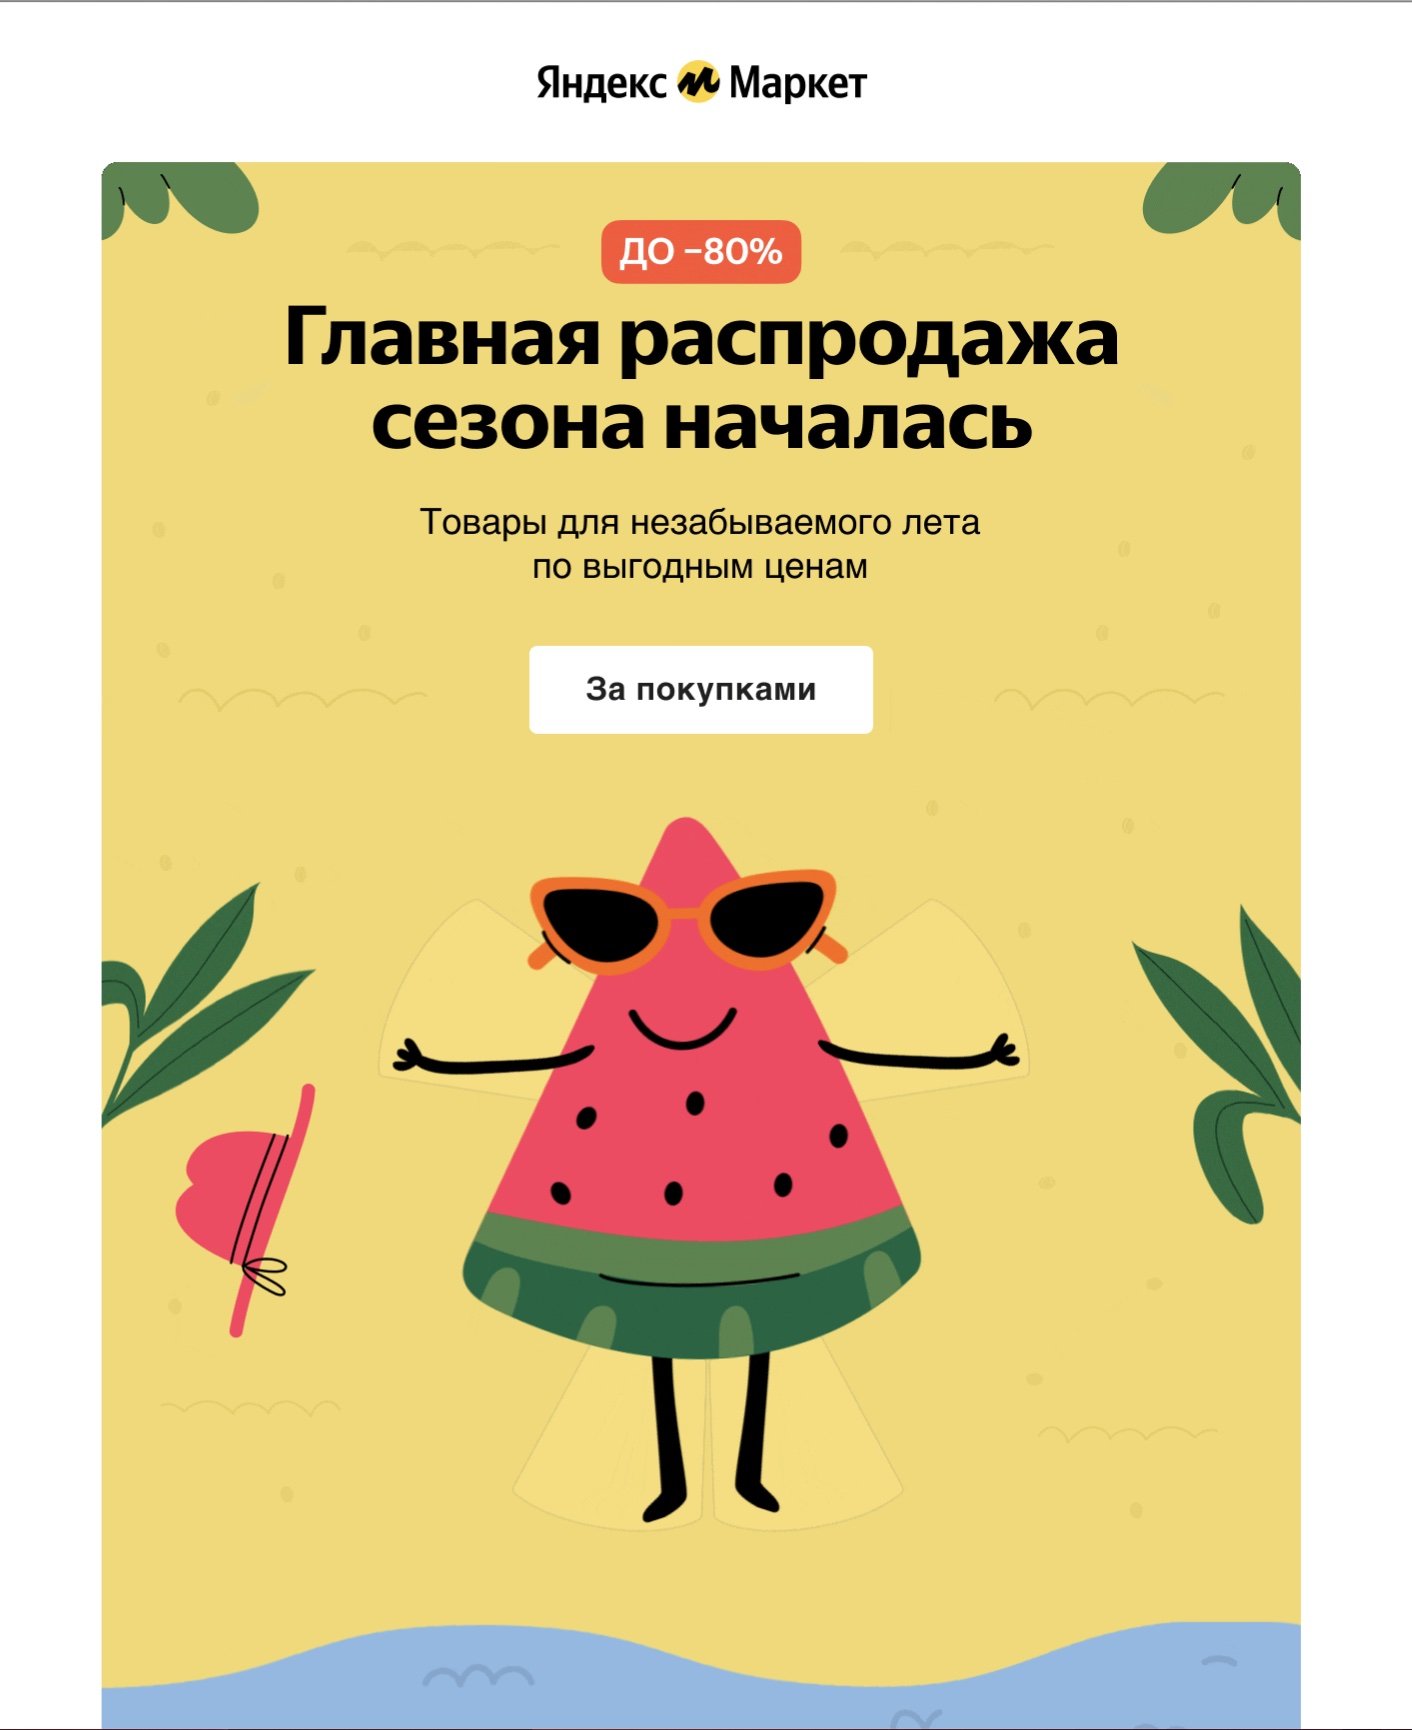 Яндекс Маркет
ДО –80%
Главная распродажа
сезона началась
Товары для незабываемого лета
по выгодным ценам
За покупками